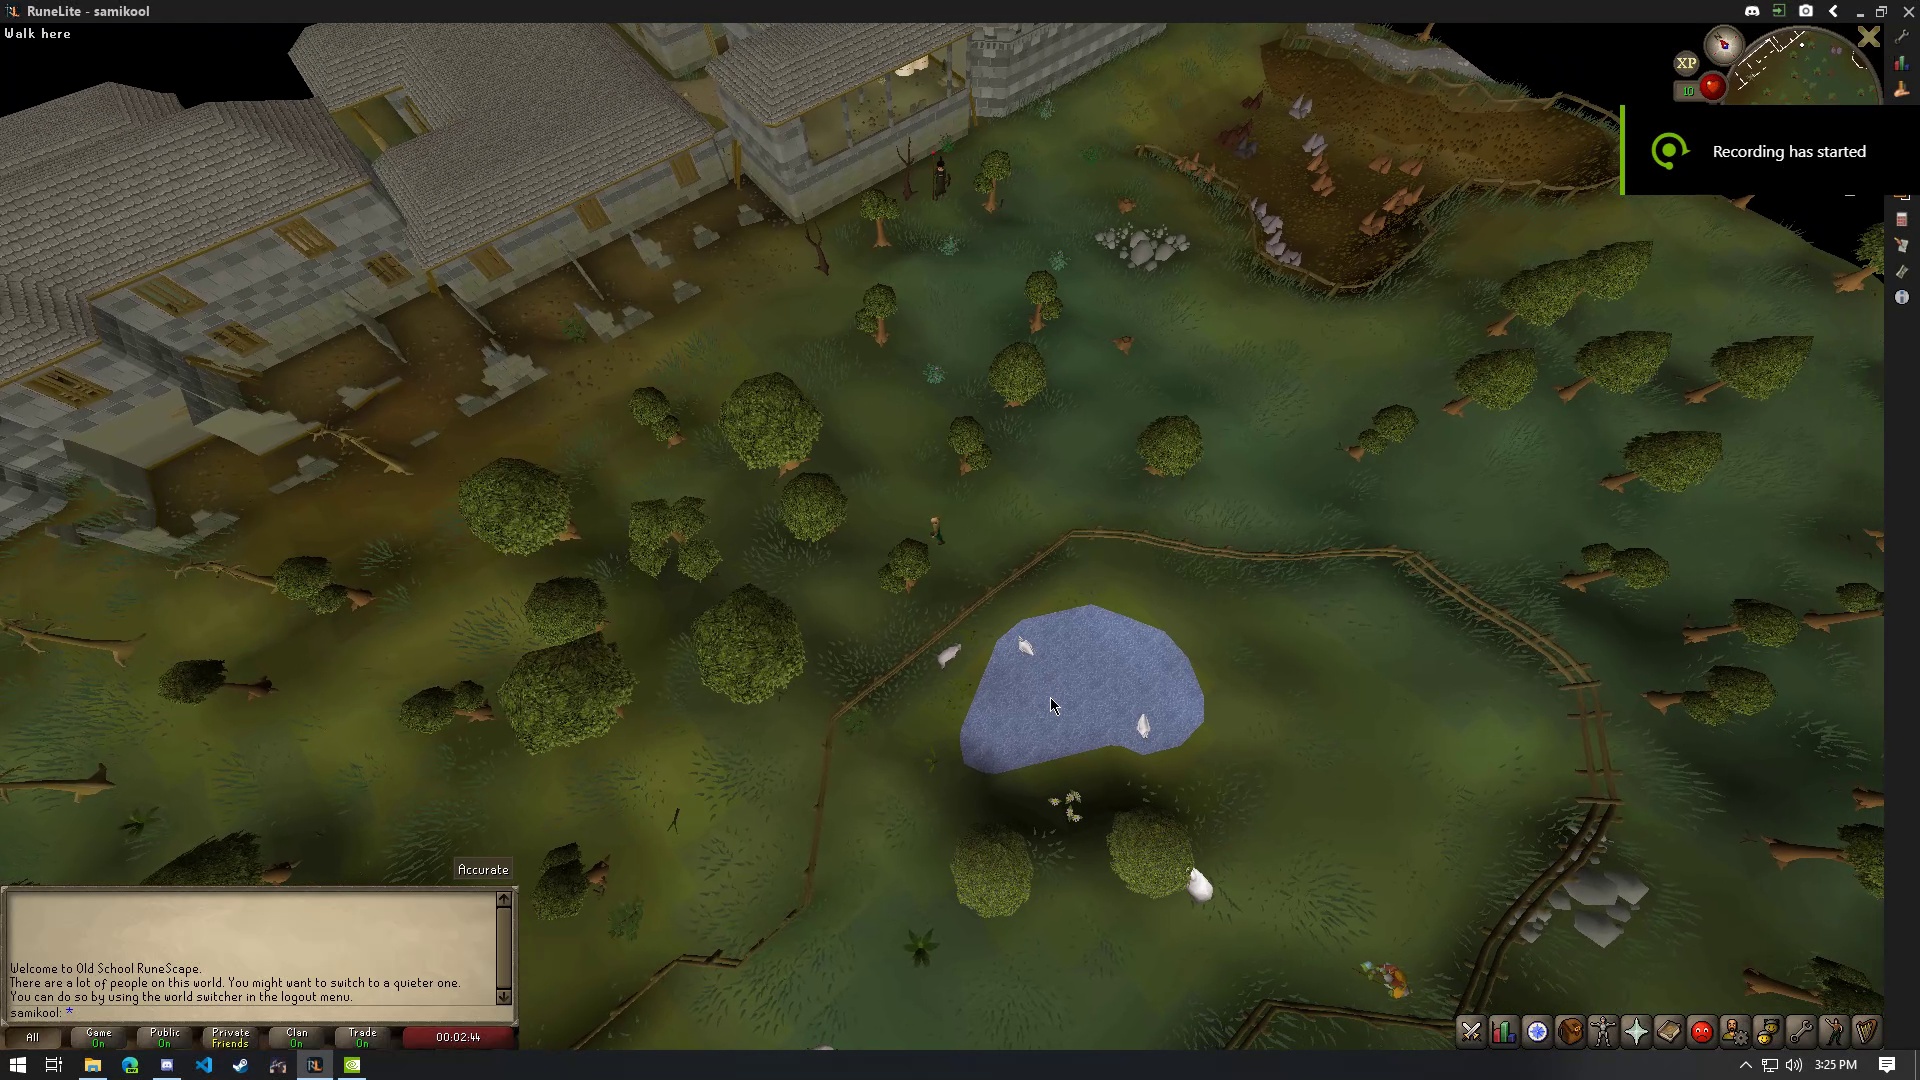 RuneLite - samikool
Walk here
XP
10
Recording has started
Accurate
Welcome to Old School RuneScape.
There are a lot of people on this world. You might want to switch to a quieter one.
You can do so by using the world switcher in the logout menu.
samikool: *
All
Game
On
Public
On
Private
Friends
Clan
On
Trade
On
00:02:44
3:25 PM